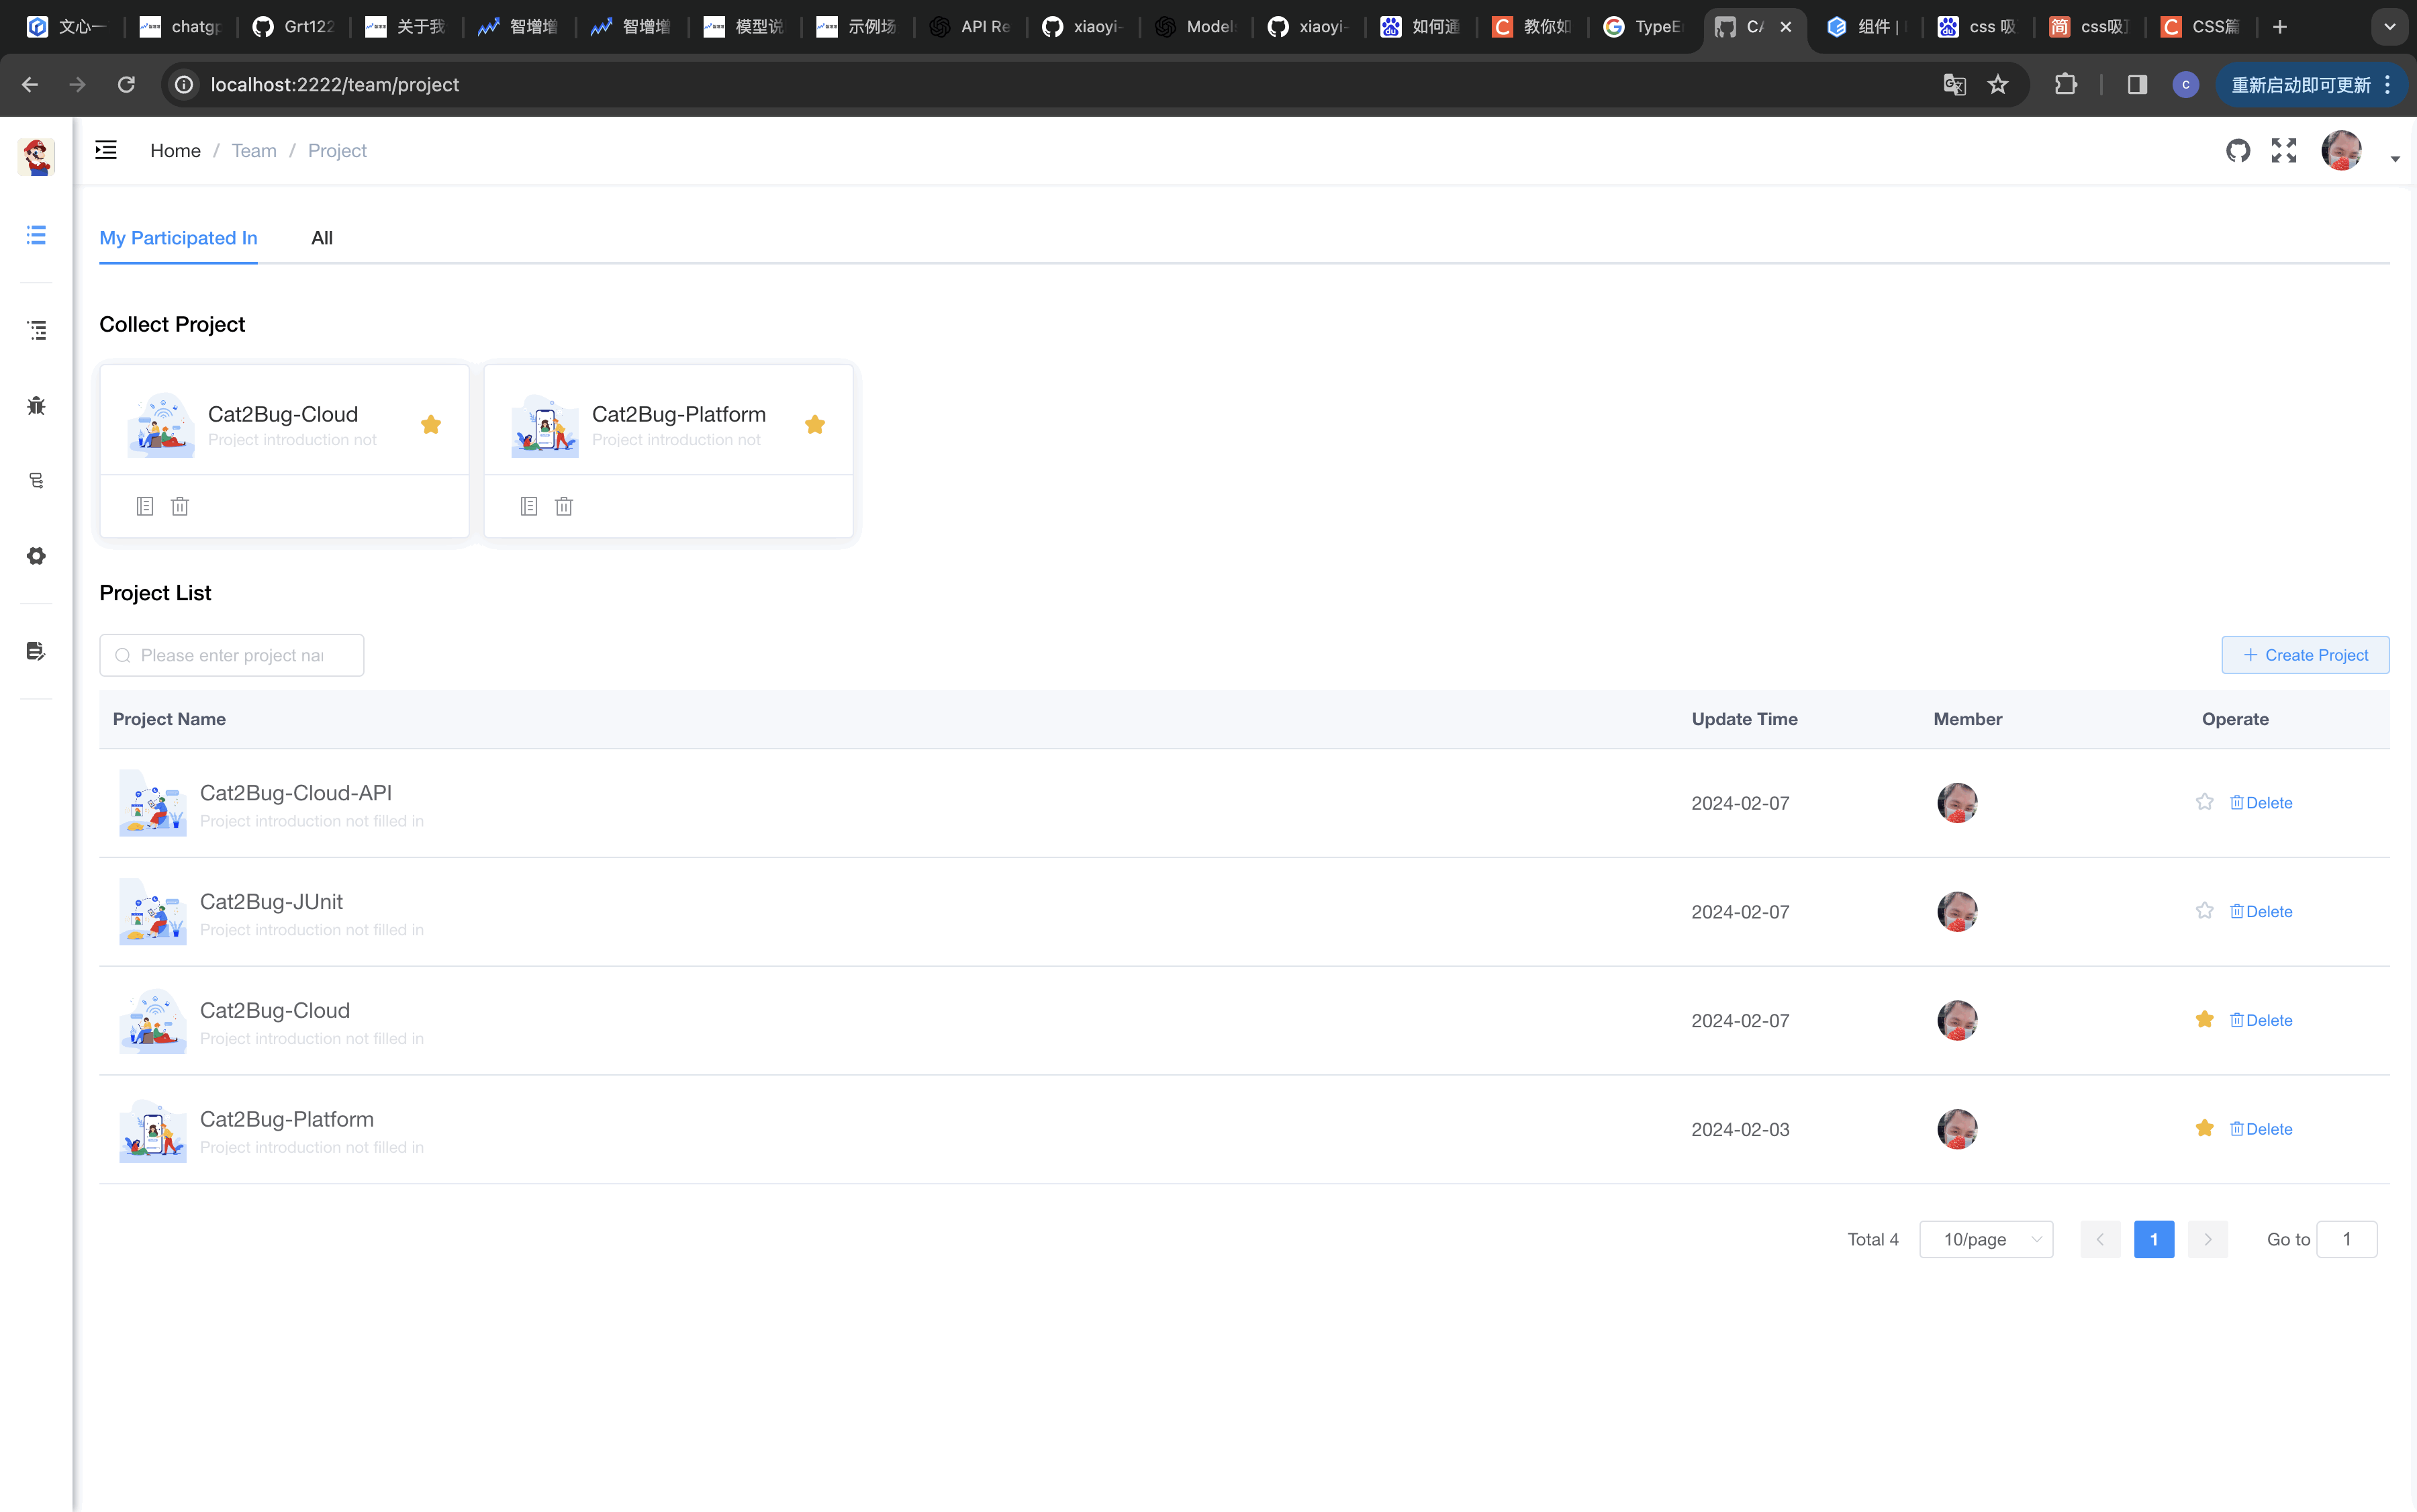 文心一
chatgp
Grt122
关于我
智增增
智增增
模型说
示例场
API Re
xiaoyi-
Models
xiaoyi-
如何通
教你如
TypeEr
CA
组件 |
css 吸
css吸顶
CSS篇
localhost:2222/team/project
重新启动即可更新
Home / Team / Project
My Participated In
All
Collect Project
Cat2Bug-Cloud
Project introduction not
Cat2Bug-Platform
Project introduction not
Project List
Please enter project nar
Create Project
Project Name Update Time Member Operate
Cat2Bug-Cloud-API
Project introduction not filled in
2024-02-07
Delete
Cat2Bug-JUnit
Project introduction not filled in
2024-02-07
Delete
Cat2Bug-Cloud
Project introduction not filled in
2024-02-07
Delete
Cat2Bug-Platform
Project introduction not filled in
2024-02-03
Delete
Total 4 10/page 1 Go to 1